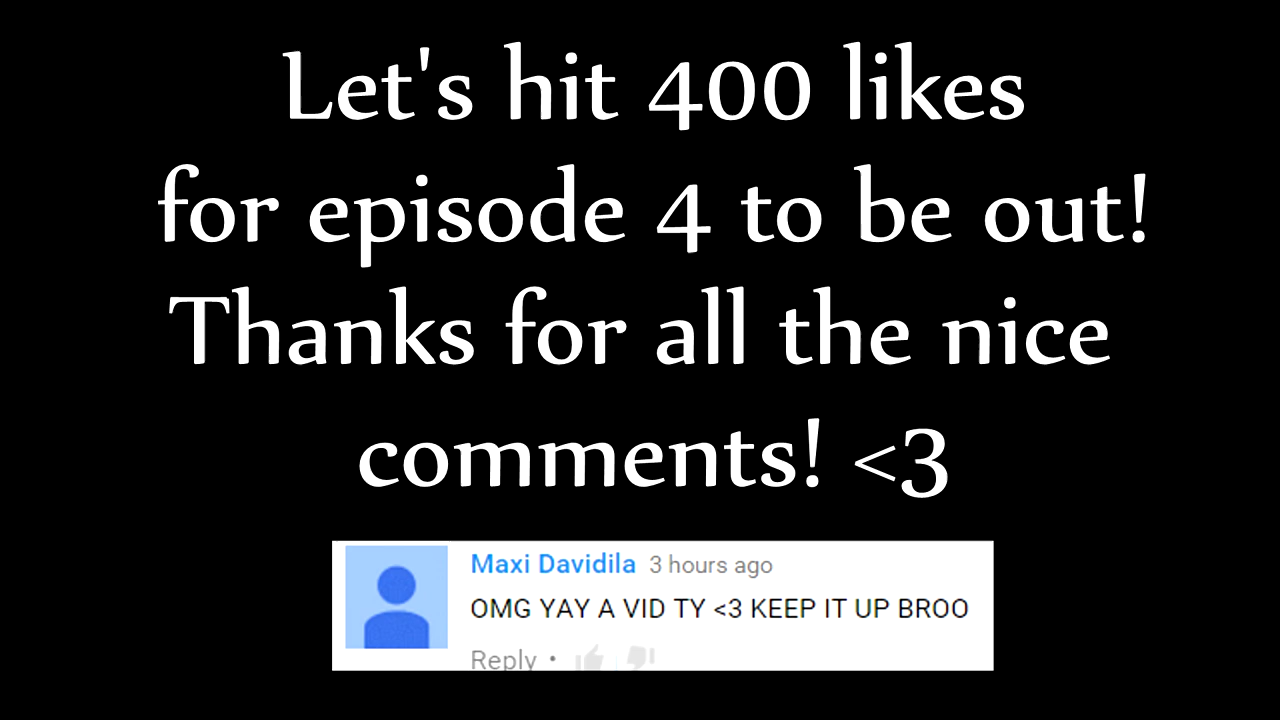 Let's hit 400 likes
for episode 4 to be out!
Thanks for all the nice
comments! <3
Maxi Davidila 3 hours ago
OMG YAY A VID TY <3 KEEP IT UP BROO
Reply •